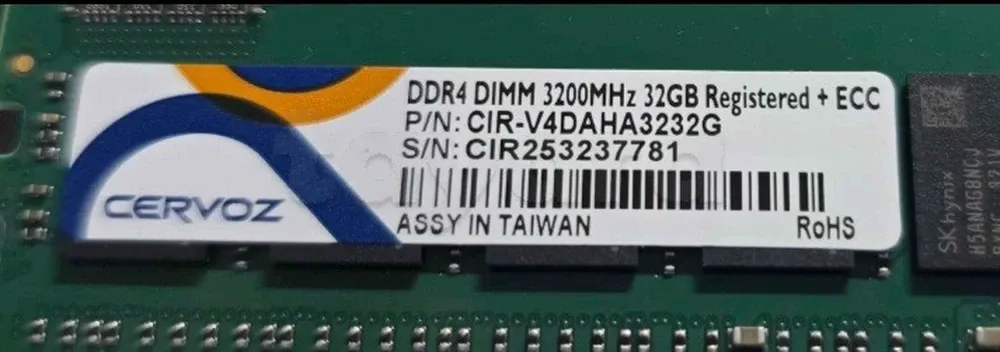 DDR4 DIMM 3200MHz 32GB Registered + ECC
P/N: CIR-V4DAHA3232G
S/N: CIR253237781
CERVOZ
ASSY IN TAIWAN
RoHS
SK hynix
H5ANAG8NCJ